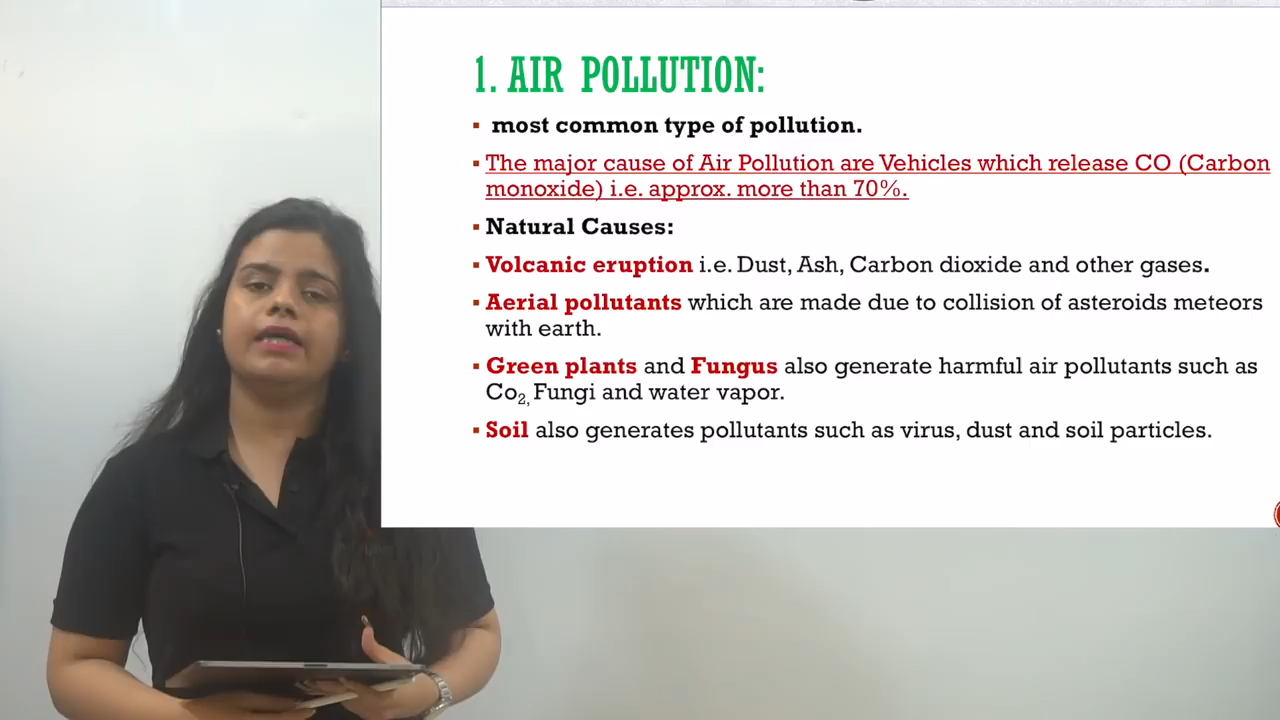 1. AIR POLLUTION:
▪ most common type of pollution.
▪ The major cause of Air Pollution are Vehicles which release CO (Carbon
monoxide) i.e. approx. more than 70%.
▪ Natural Causes:
▪ Volcanic eruption i.e. Dust, Ash, Carbon dioxide and other gases.
▪ Aerial pollutants which are made due to collision of asteroids meteors
with earth.
▪ Green plants and Fungus also generate harmful air pollutants such as
Co₂, Fungi and water vapor.
▪ Soil also generates pollutants such as virus, dust and soil particles.